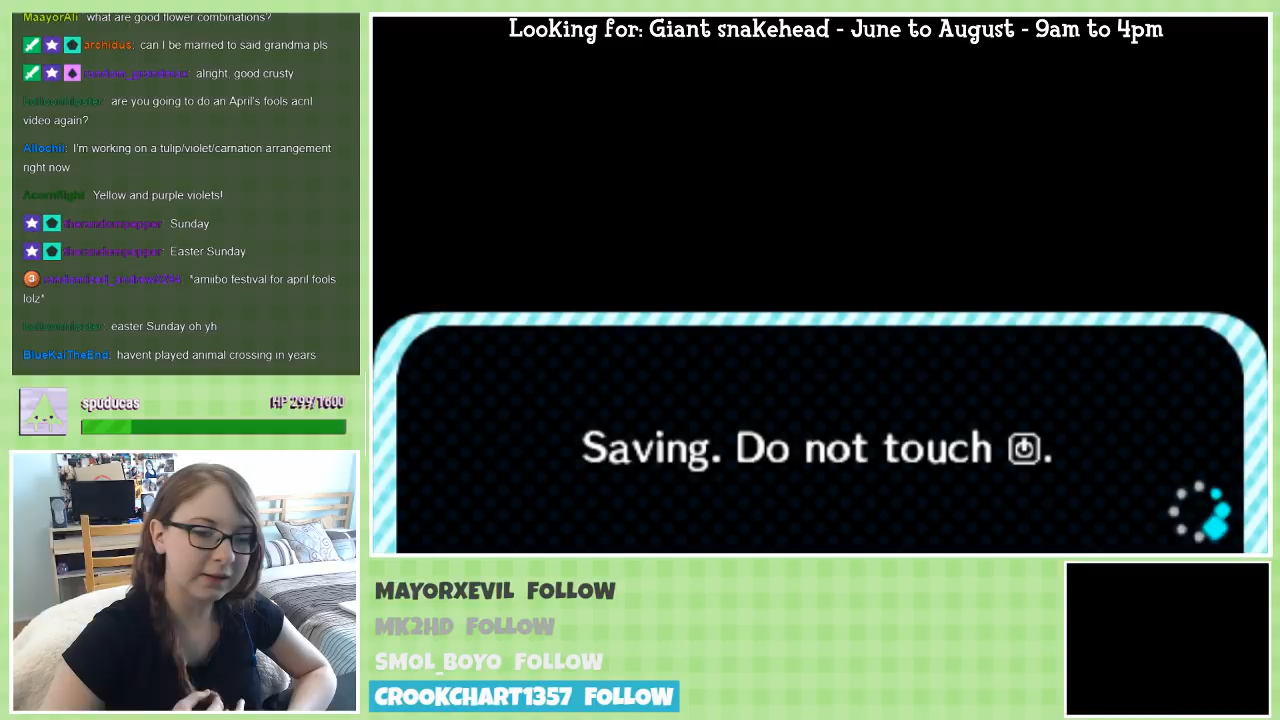 MaayorAli: what are good flower combinations?
archidus: can I be married to said grandma pls
alright, good crusty
are you going to do an April's fools acnl
video again?
Allochii: I'm working on a tulip/violet/carnation arrangement
right now
Yellow and purple violets!
therandompepper: Sunday
therandompepper: Easter Sunday
*amiibo festival for april fools
lolz*
easter Sunday oh yh
BlueKaiTheEnd: havent played animal crossing in years
spuducas HP 299/1600
Looking for: Giant snakehead - June to August - 9am to 4pm
Saving. Do not touch .
MAYORXEVIL FOLLOW
MK2HD FOLLOW
SMOL_BOYO FOLLOW
CROOKCHART1357 FOLLOW